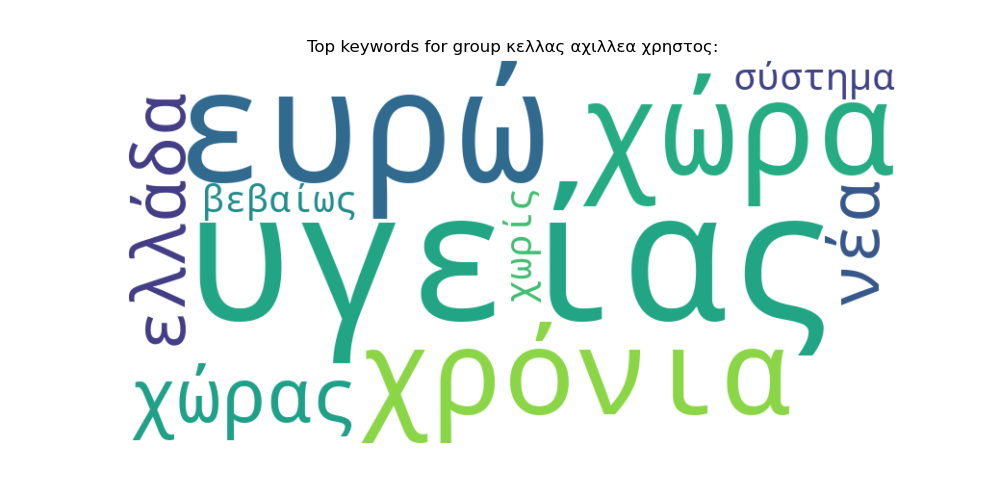 Top keywords for group κελλας αχιλλεα χρηστος:
σύστημα
ελλάδα
ευρώ
χώρα
βεβαίως
χωρίς
νέα
υγείας
χώρας
χρόνια